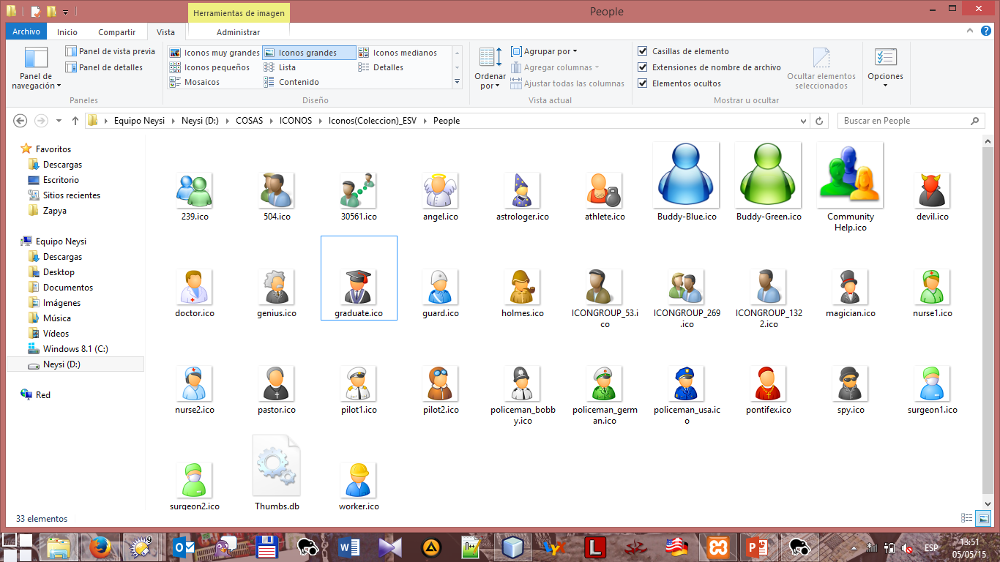 Herramientas de imagen
People
Archivo
Inicio
Compartir
Vista
Administrar
Panel de navegación
Panel de vista previa
Panel de detalles
Paneles
Iconos muy grandes
Iconos grandes
Iconos medianos
Iconos pequeños
Lista
Detalles
Mosaicos
Contenido
Diseño
Ordenar por
Agrupar por
Agregar columnas
Ajustar todas las columnas
Vista actual
Casillas de elemento
Extensiones de nombre de archivo
Elementos ocultos
Ocultar elementos seleccionados
Mostrar u ocultar
Opciones
Equipo Neysi
Neysi (D:)
COSAS
ICONOS
Iconos(Coleccion)_ESV
People
Buscar en People
Favoritos
Descargas
Escritorio
Sitios recientes
Zapya
Equipo Neysi
Descargas
Desktop
Documentos
Imágenes
Música
Vídeos
Windows 8.1 (C:)
Neysi (D:)
Red
239.ico
504.ico
30561.ico
angel.ico
astrologer.ico
athlete.ico
Buddy-Blue.ico
Buddy-Green.ico
Community
Help.ico
devil.ico
doctor.ico
genius.ico
graduate.ico
guard.ico
holmes.ico
ICONGROUP_53.i
co
ICONGROUP_269
.ico
ICONGROUP_132
2.ico
magician.ico
nurse1.ico
nurse2.ico
pastor.ico
pilot1.ico
pilot2.ico
policeman_bobb
y.ico
policeman_germ
an.ico
policeman_usa.ic
o
pontifex.ico
spy.ico
surgeon1.ico
surgeon2.ico
Thumbs.db
worker.ico
33 elementos
ESP
13:51
05/05/15